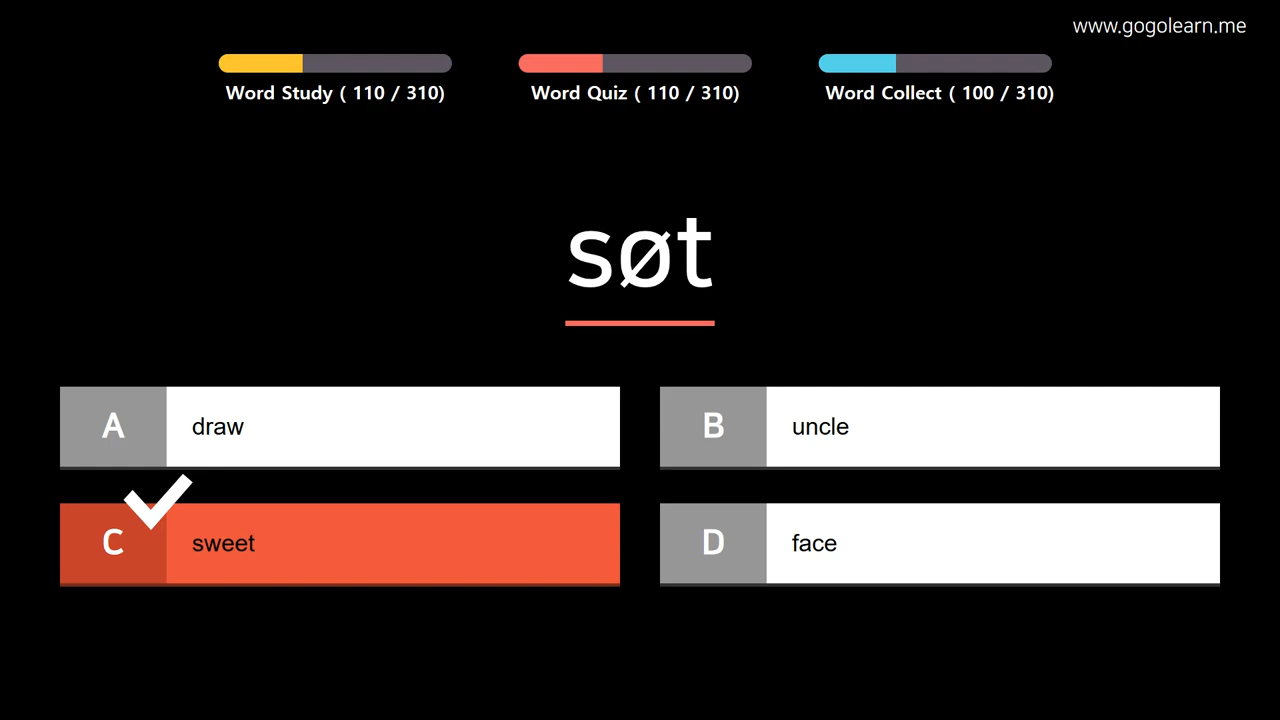 www.gogolearn.me
Word Study ( 110 / 310)
Word Quiz ( 110 / 310)
Word Collect ( 100 / 310)
søt
A draw
B uncle
C sweet
D face